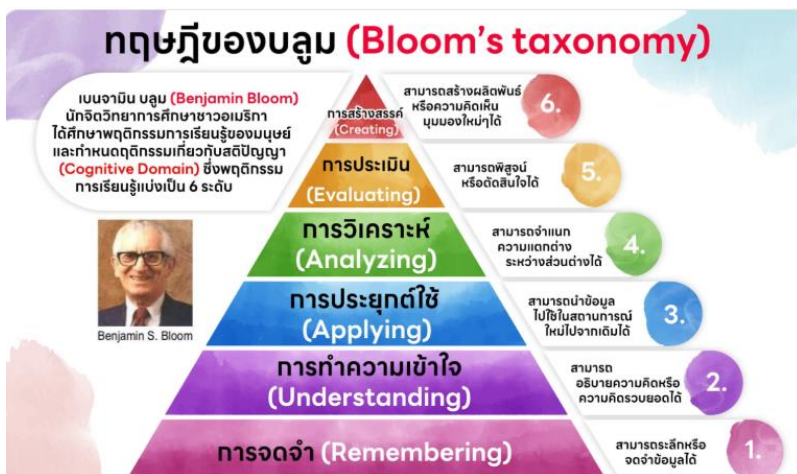 ทฤษฎีของบลูม (Bloom's taxonomy)
เบนจามิน บลูม (Benjamin Bloom)
นักจิตวิทยาการศึกษาชาวอเมริกา
ได้ศึกษาพฤติกรรมการเรียนรู้ของมนุษย์
และกำหนดฤติกรรมเกี่ยวกับสติปัญญา
(Cognitive Domain) ซึ่งพฤติกรรม
การเรียนรู้แบ่งเป็น 6 ระดับ
Benjamin S. Bloom
การสร้างสรรค์
(Creating)
สามารถสร้างผลิตพันธ์
หรือความคิดเห็น
มุมมองใหม่ๆได้
6.
การประเมิน
(Evaluating)
สามารถพิสูจน์
หรือตัดสินใจได้
5.
การวิเคราะห์
(Analyzing)
สามารถจำแนก
ความแตกต่าง
ระหว่างส่วนต่างได้
4.
การประยุกต์ใช้
(Applying)
สามารถนำข้อมูล
ไปใช้ในสถานการณ์
ใหม่ไปจากเดิมได้
3.
การทำความเข้าใจ
(Understanding)
สามารถ
อธิบายความคิดหรือ
ความคิดรวบยอดได้
2.
การจดจำ (Remembering)
สามารถระลึกหรือ
จดจำข้อมูลได้
1.